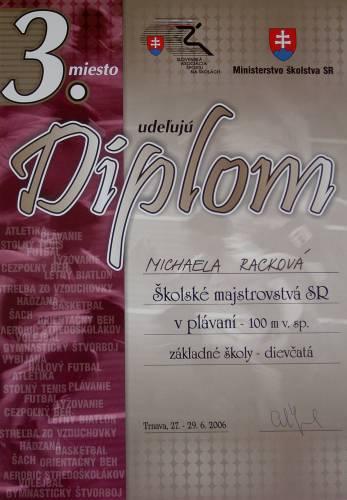 3. miesto
SLOVENSKÁ
ASOCIÁCIA
ŠPORTU
NA ŠKOLÁCH
Ministerstvo školstva SR
udeľujú
Diplom
MICHAELA RACKOVÁ
Školské majstrovstvá SR
v plávaní - 100 m v. sp.
základné školy - dievčatá
Trnava, 27. - 29. 6. 2006
ATLETIKA
PLÁVANIE
STOLNÝ TENIS
FUTBAL
LYŽOVANIE
CEZPOĽNÝ BEH
LETNÝ BIATLON
STREĽBA ZO VZDUCHOVKY
HÁDZANÁ
BASKETBAL
ŠACH
ORIENTAČNÝ BEH
AEROBIC STREDOŠKOLÁKOV
VOLEJBAL
GYMNASTICKÝ ŠTVORBOJ
VYBÍJANÁ
HALOVÝ FUTBAL
ATLETIKA
STOLNÝ TENIS
PLÁVANIE
FUTBAL
LYŽOVANIE
CEZPOĽNÝ BEH
LETNÝ BIATLON
STREĽBA ZO VZDUCHOVKY
HÁDZANÁ
BASKETBAL
ŠACH
ORIENTAČNÝ BEH
AEROBIC STREDOŠKOLÁKOV
VOLEJBAL
GYMNASTICKÝ ŠTVORBOJ